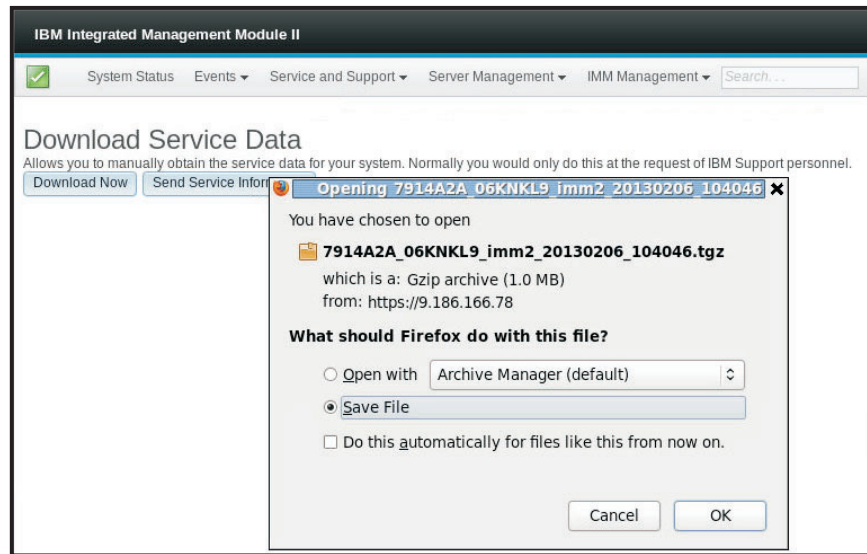 IBM Integrated Management Module II
System Status Events Service and Support Server Management IMM Management Search. . .
Download Service Data
Allows you to manually obtain the service data for your system. Normally you would only do this at the request of IBM Support personnel.
Download Now Send Service Infor
Opening 7914A2A_06KNKL9_imm2_20130206_104046
You have chosen to open
7914A2A_06KNKL9_imm2_20130206_104046.tgz
which is a: Gzip archive (1.0 MB)
from: https://9.186.166.78
What should Firefox do with this file?
Open with Archive Manager (default)
Save File
Do this automatically for files like this from now on.
Cancel OK